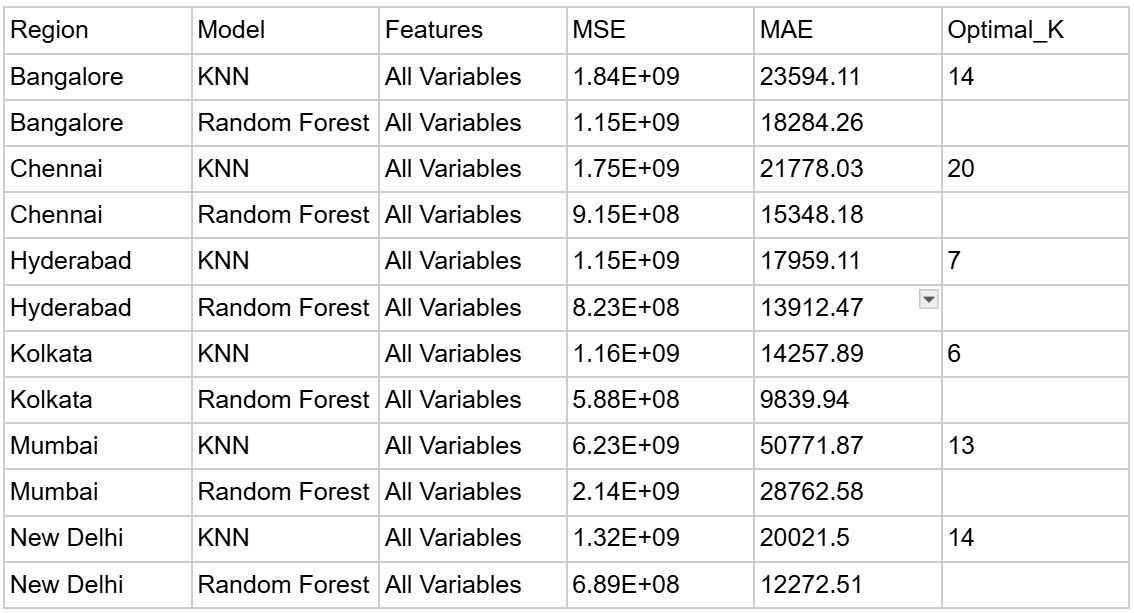 Region Model Features MSE MAE Optimal_K
Bangalore KNN All Variables 1.84E+09 23594.11 14
Bangalore Random Forest All Variables 1.15E+09 18284.26
Chennai KNN All Variables 1.75E+09 21778.03 20
Chennai Random Forest All Variables 9.15E+08 15348.18
Hyderabad KNN All Variables 1.15E+09 17959.11 7
Hyderabad Random Forest All Variables 8.23E+08 13912.47
Kolkata KNN All Variables 1.16E+09 14257.89 6
Kolkata Random Forest All Variables 5.88E+08 9839.94
Mumbai KNN All Variables 6.23E+09 50771.87 13
Mumbai Random Forest All Variables 2.14E+09 28762.58
New Delhi KNN All Variables 1.32E+09 20021.5 14
New Delhi Random Forest All Variables 6.89E+08 12272.51